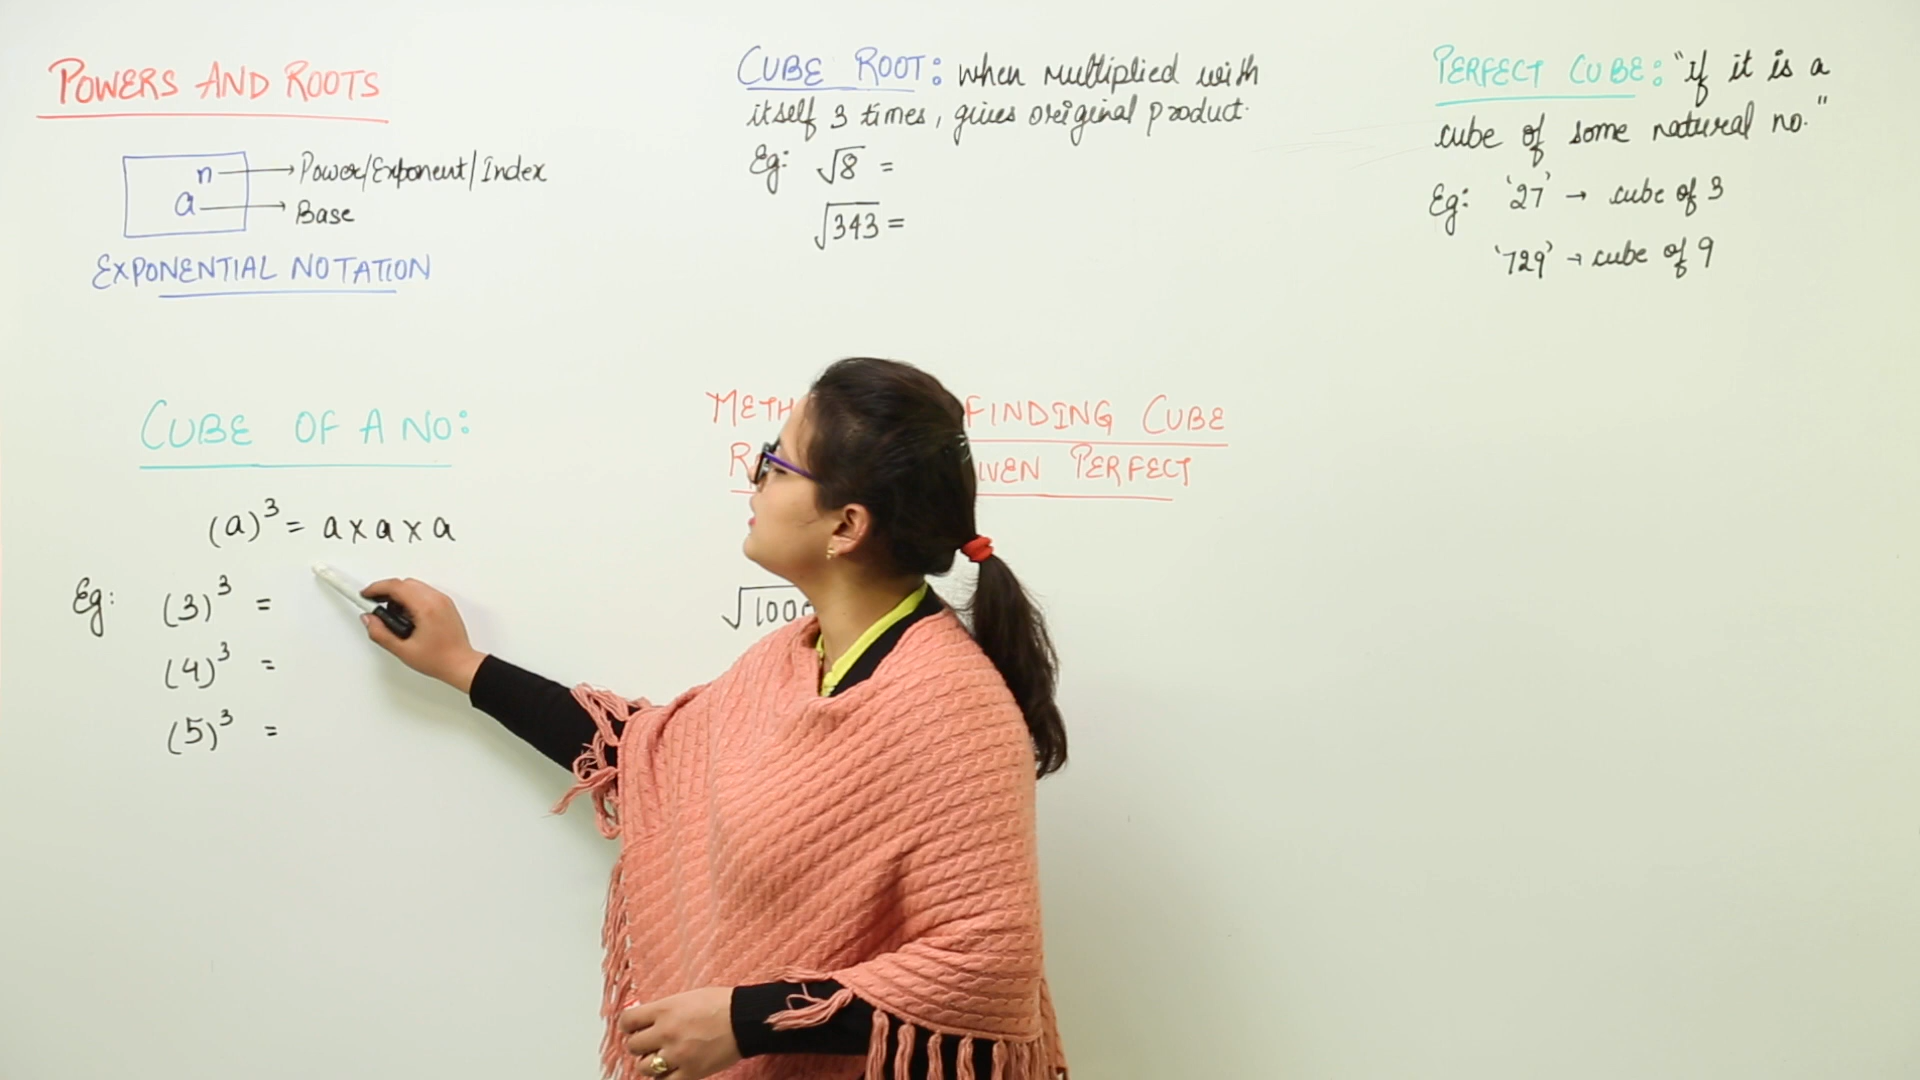 POWERS AND ROOTS
n → Power/Exponent/Index
a → Base
EXPONENTIAL NOTATION
CUBE OF A NO:
(a)³ = a x a x a
Eg: (3)³ =
(4)³ =
(5)³ =
CUBE ROOT: when multiplied with
itself 3 times, gives original product.
Eg: √8 =
√343 =
FINDING CUBE
PERFECT
PERFECT CUBE: "if it is a
cube of some natural no."
Eg: '27' → cube of 3
'729' → cube of 9